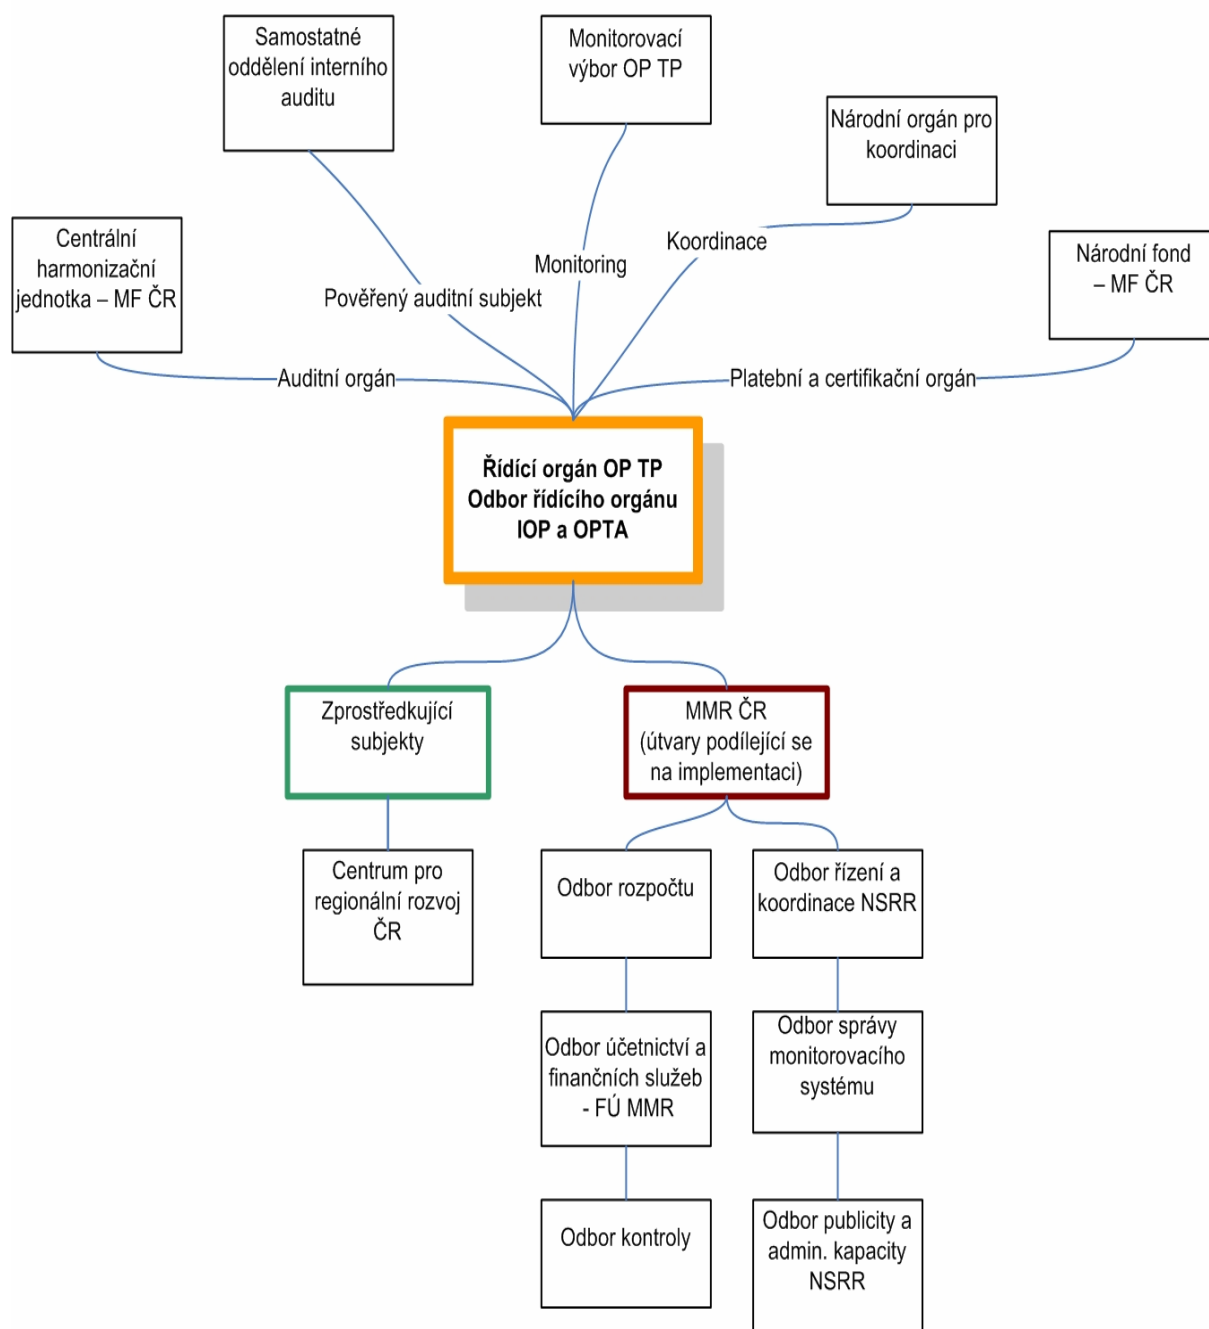 Samostatné
oddělení interního
auditu
Monitorovací
výbor OP TP
Národní orgán pro
koordinaci
Centrální
harmonizační
jednotka – MF ČR
Národní fond
– MF ČR
Koordinace
Monitoring
Pověřený auditní subjekt
Auditní orgán
Platební a certifikační orgán
Řídící orgán OP TP
Odbor řídícího orgánu
IOP a OPTA
Zprostředkující
subjekty
MMR ČR
(útvary podílející se
na implementaci)
Centrum pro
regionální rozvoj
ČR
Odbor rozpočtu
Odbor řízení a
koordinace NSRR
Odbor účetnictví a
finančních služeb
- FÚ MMR
Odbor správy
monitorovacího
systému
Odbor kontroly
Odbor publicity a
admin. kapacity
NSRR